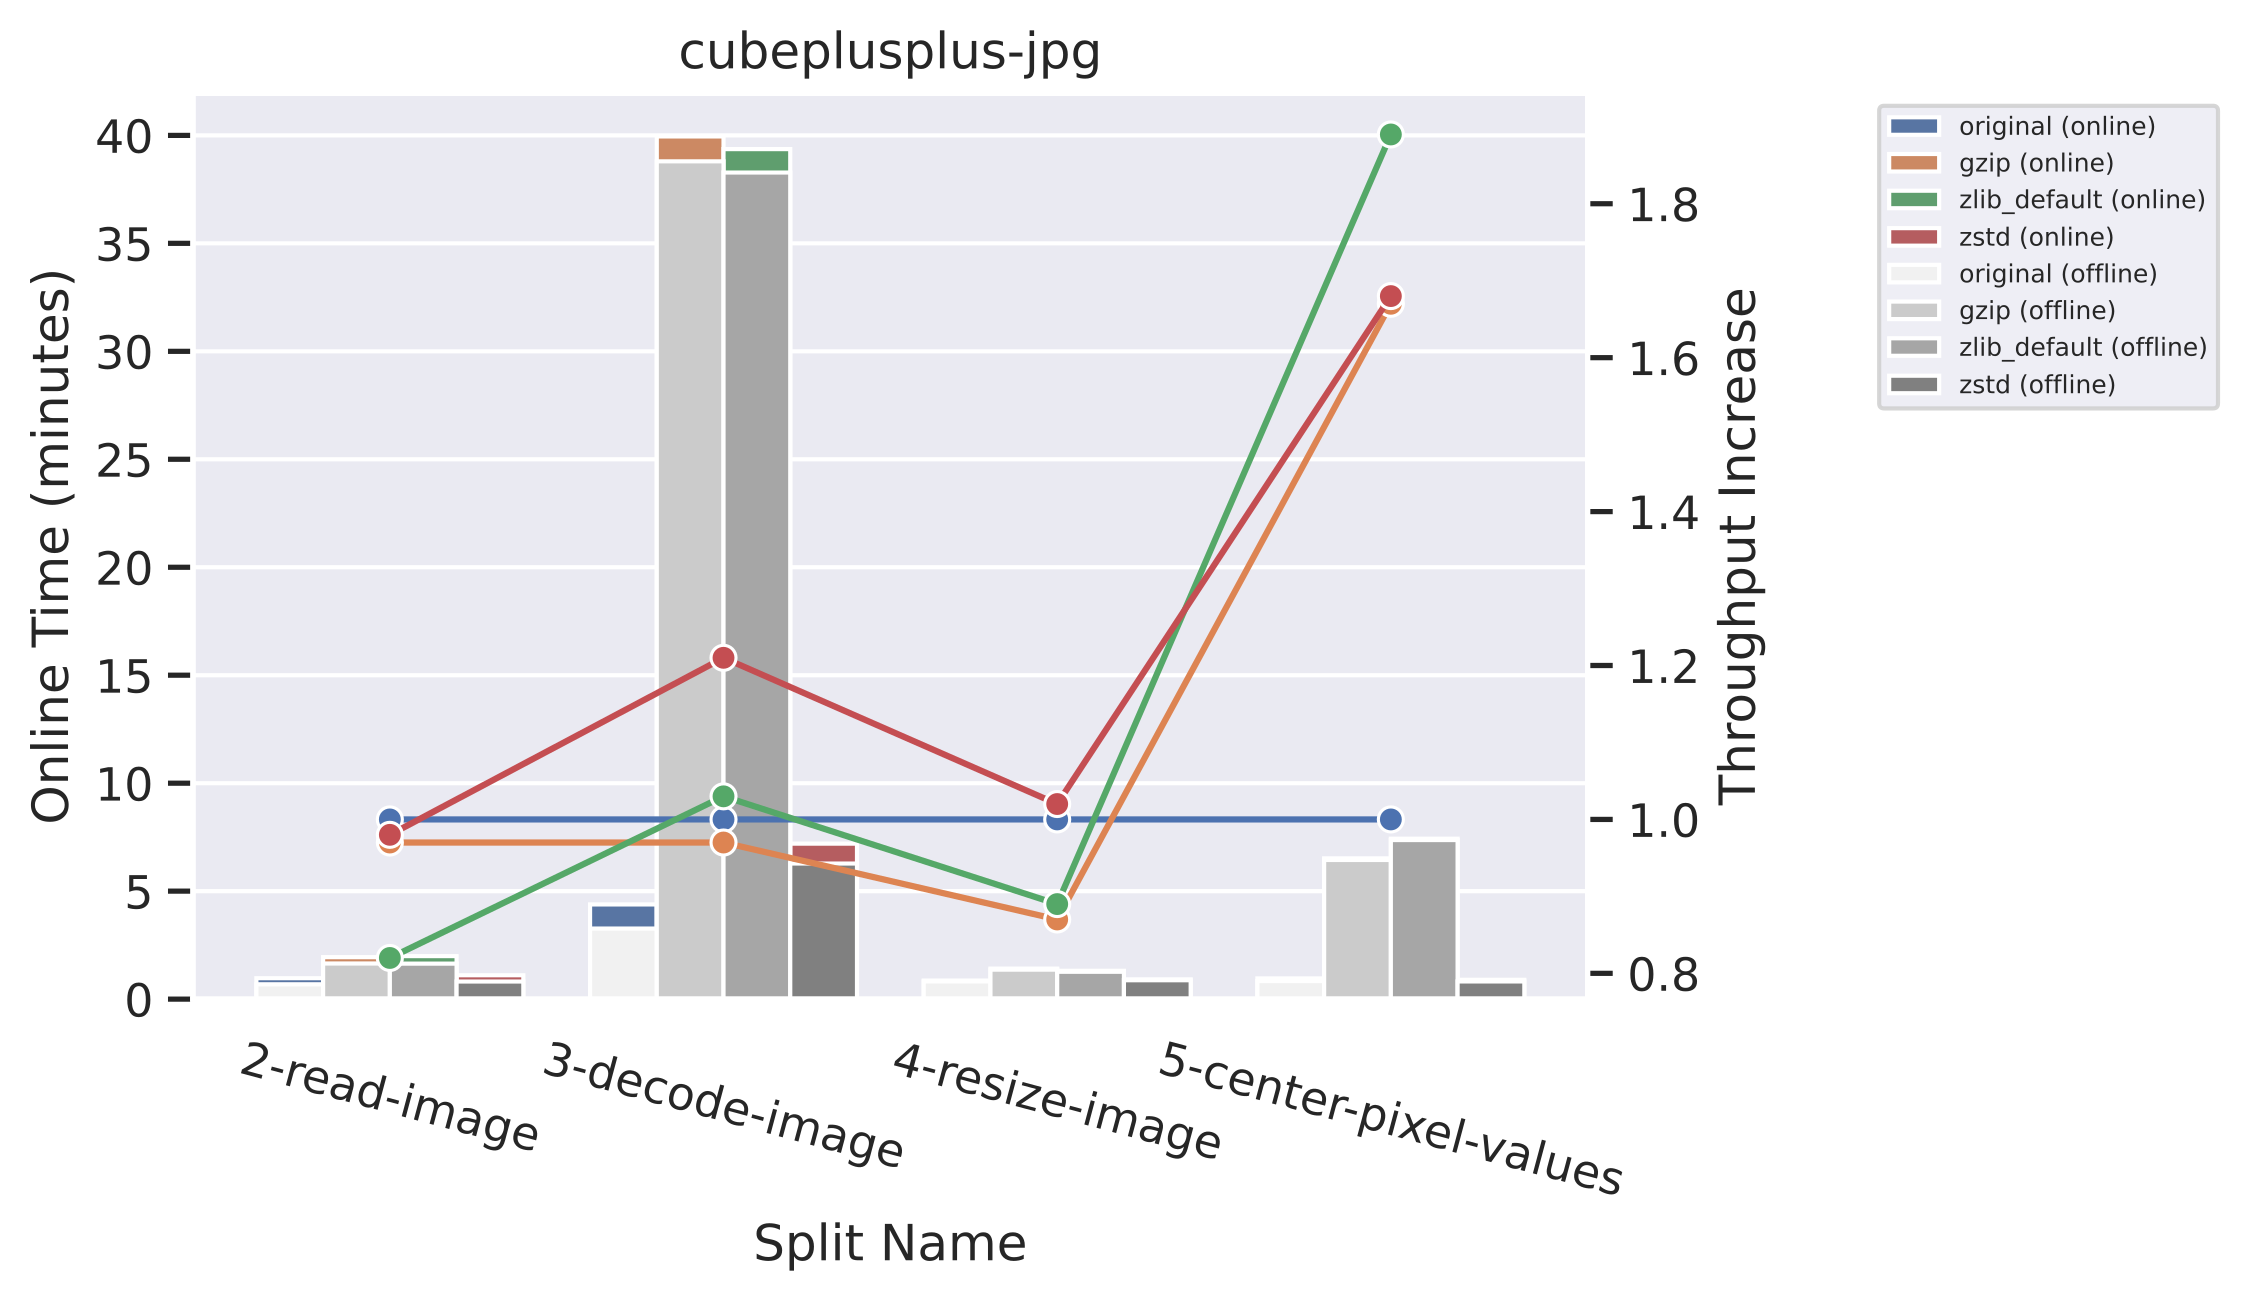 cubeplusplus-jpg
Online Time (minutes)
40
35
30
25
20
15
10
5
0
1.8
1.6
1.4
1.2
1.0
0.8
Throughput Increase
2-read-image
3-decode-image
4-resize-image
5-center-pixel-values
Split Name
original (online)
gzip (online)
zlib_default (online)
zstd (online)
original (offline)
gzip (offline)
zlib_default (offline)
zstd (offline)